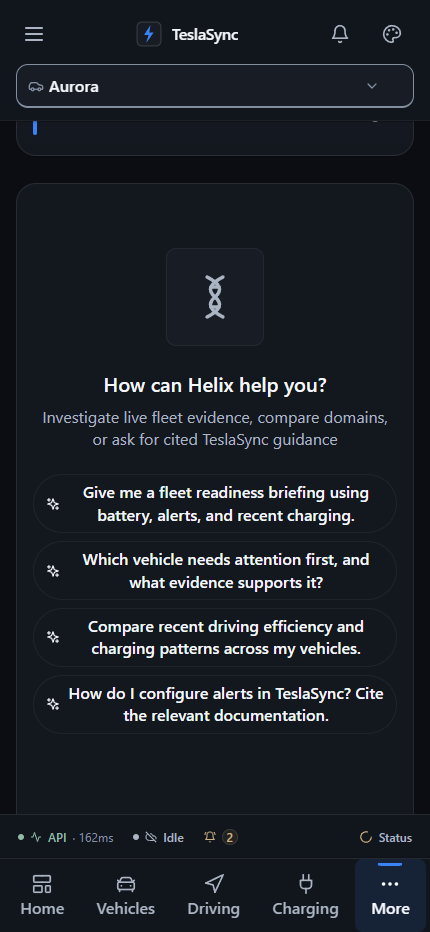 TeslaSync
Aurora
How can Helix help you?
Investigate live fleet evidence, compare domains,
or ask for cited TeslaSync guidance
Give me a fleet readiness briefing using
battery, alerts, and recent charging.
Which vehicle needs attention first, and
what evidence supports it?
Compare recent driving efficiency and
charging patterns across my vehicles.
How do I configure alerts in TeslaSync? Cite
the relevant documentation.
API · 162ms Idle 2 Status
Home Vehicles Driving Charging More